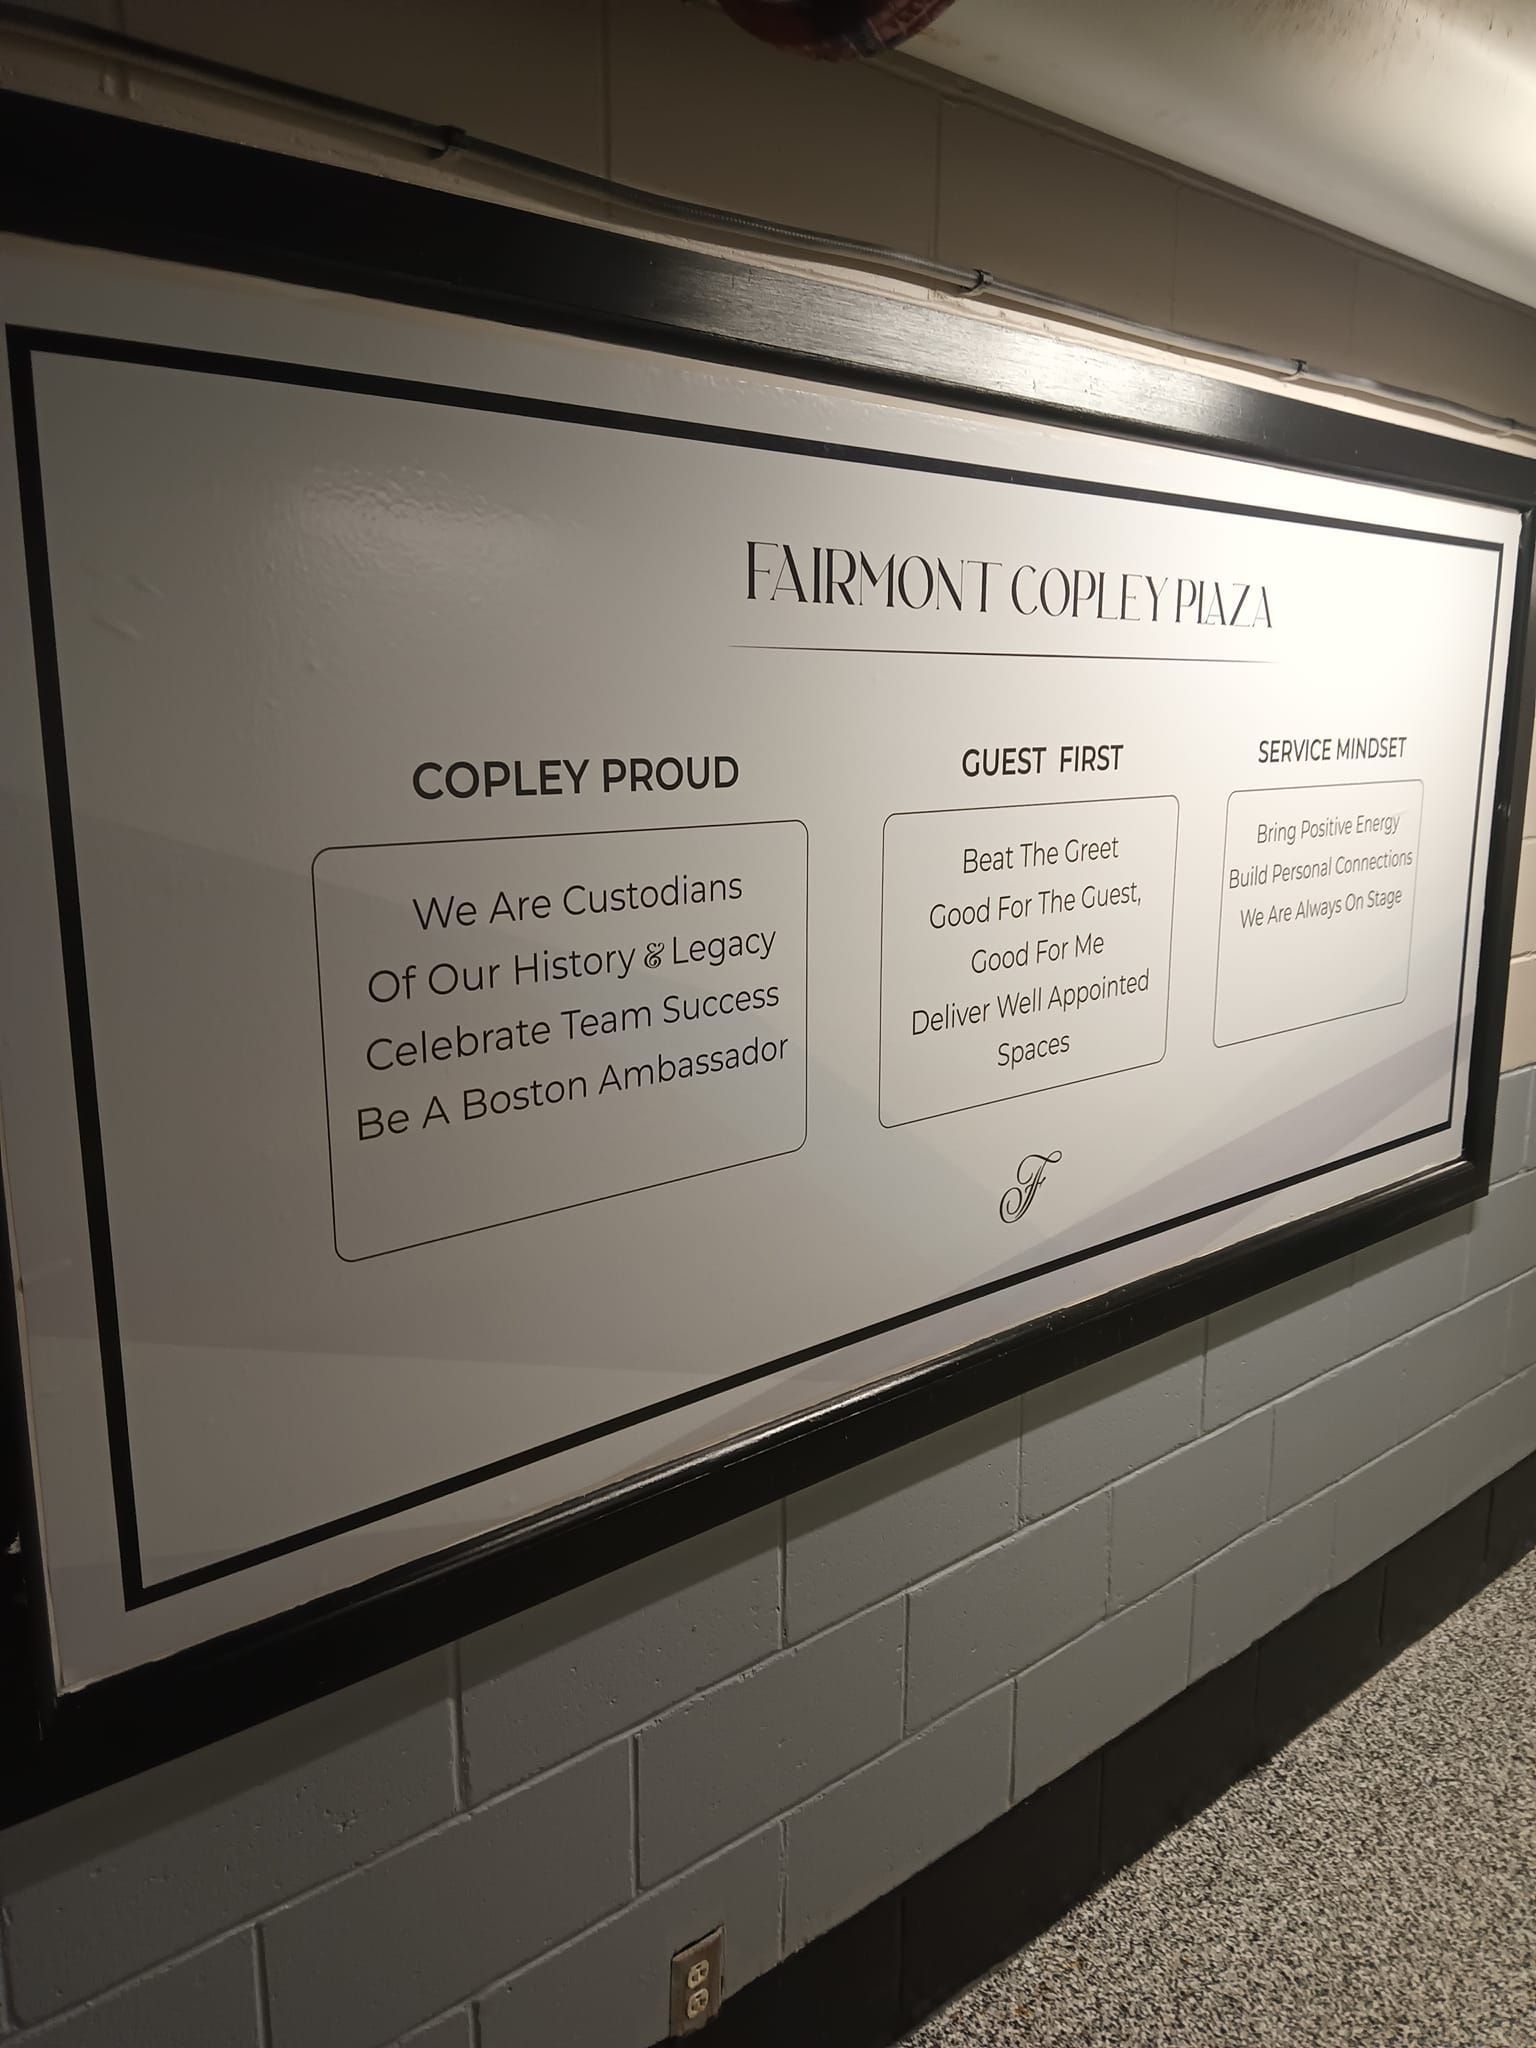 FAIRMONT COPLEY PLAZA
COPLEY PROUD
We Are Custodians
Of Our History & Legacy
Celebrate Team Success
Be A Boston Ambassador
GUEST FIRST
Beat The Greet
Good For The Guest,
Good For Me
Deliver Well Appointed
Spaces
SERVICE MINDSET
Bring Positive Energy
Build Personal Connections
We Are Always On Stage
F